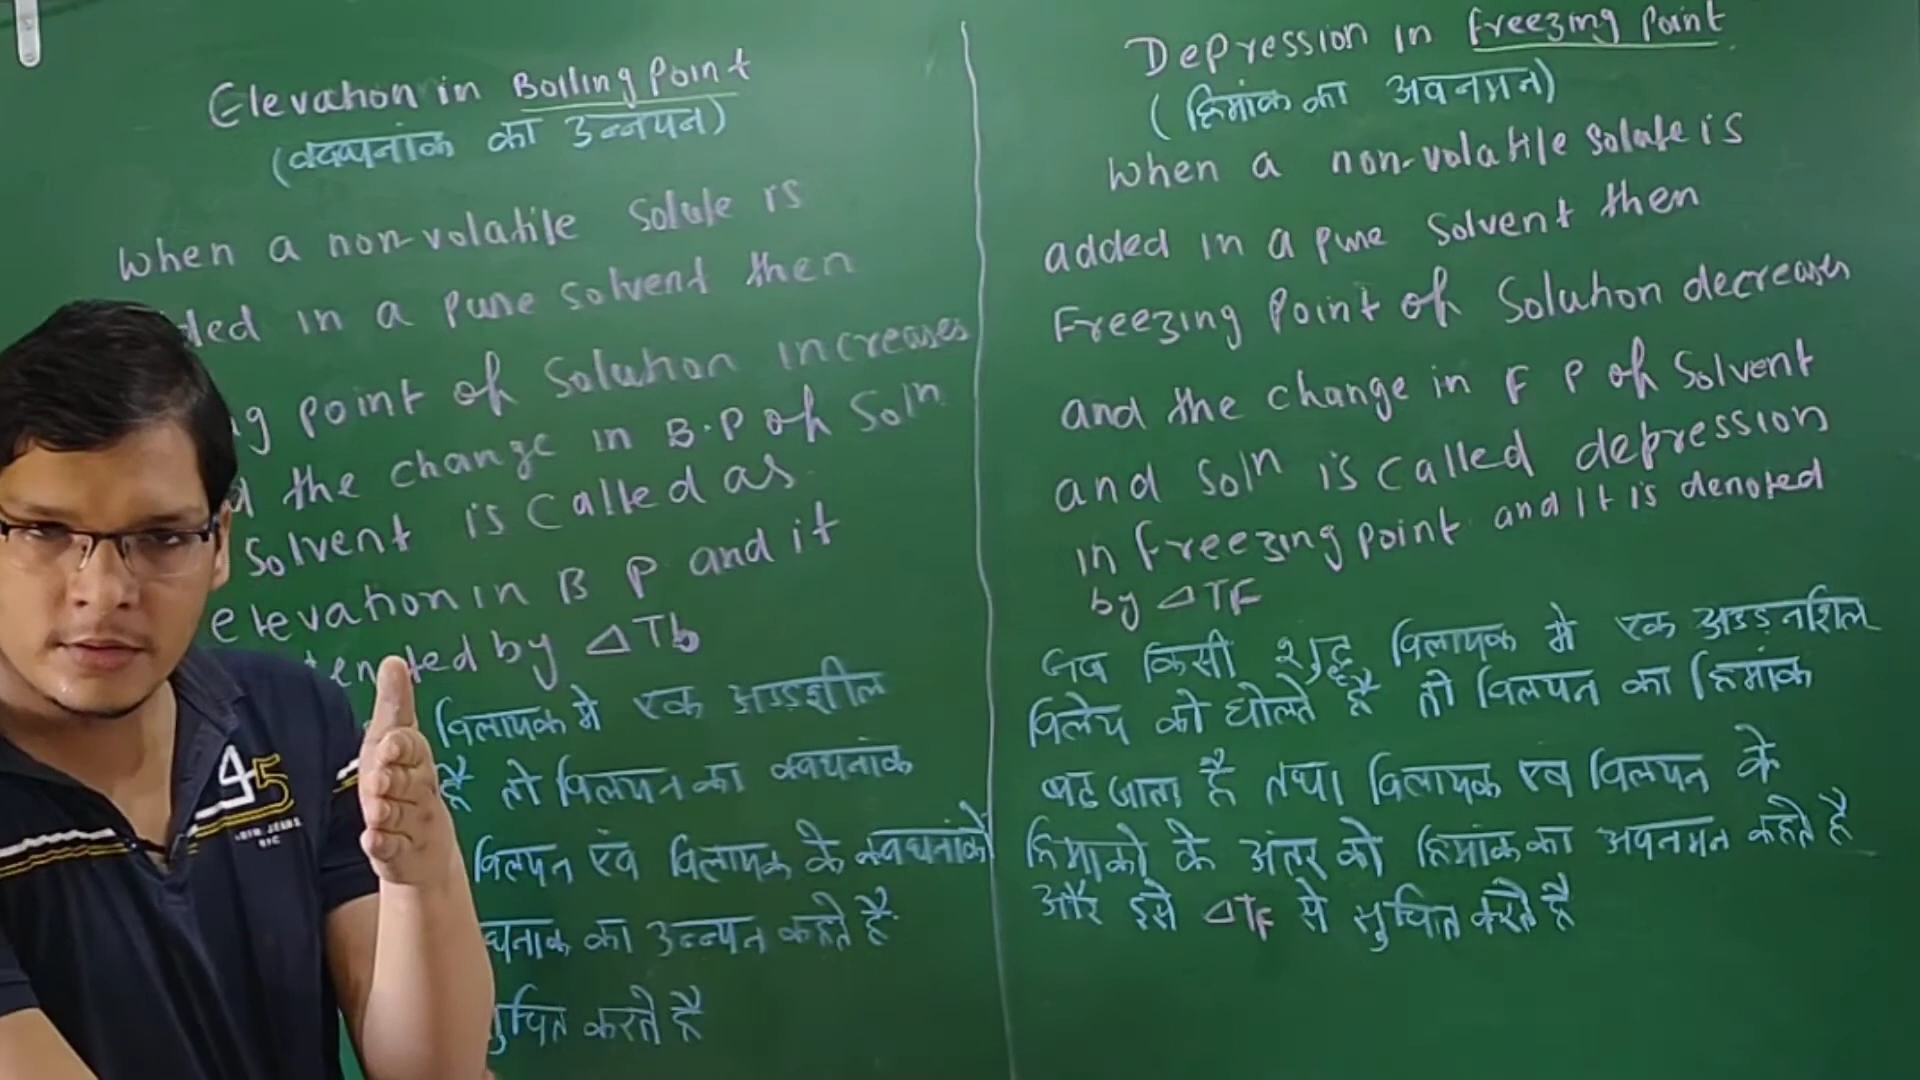 Elevation in Boiling Point
(क्वथनांक का उन्नयन)
When a non-volatile solute is
ded in a pure solvent then
ng point of solution increases
d the change in B.P of Soln
Solvent is Called as
elevation in B P and it
by ΔTb
विलायक मे एक अवाष्पशील
है तो विलयन का क्वथनांक
विलयन एवं विलायक के क्वथनांको
थनांक का उन्नयन कहते है.
सुचित करते है
Depression in freezing Point
(हिमांक का अवनमन)
When a non-volatile solute is
added in a pure Solvent then
Freezing Point of Solution decreases
and the change in F P of Solvent
and Soln is Called depression
in freezing point and it is denoted
by ΔTF
जब किसी शुद्ध विलायक मे एक
विलेय को घोलते है तो विलयन का हिमांक
घट जाता है तथा विलायक एंव विलयन के
हिमांको के अंतर को हिमांक का अवनमन कहते है
और इसे ΔTF से सुचित करते है
45